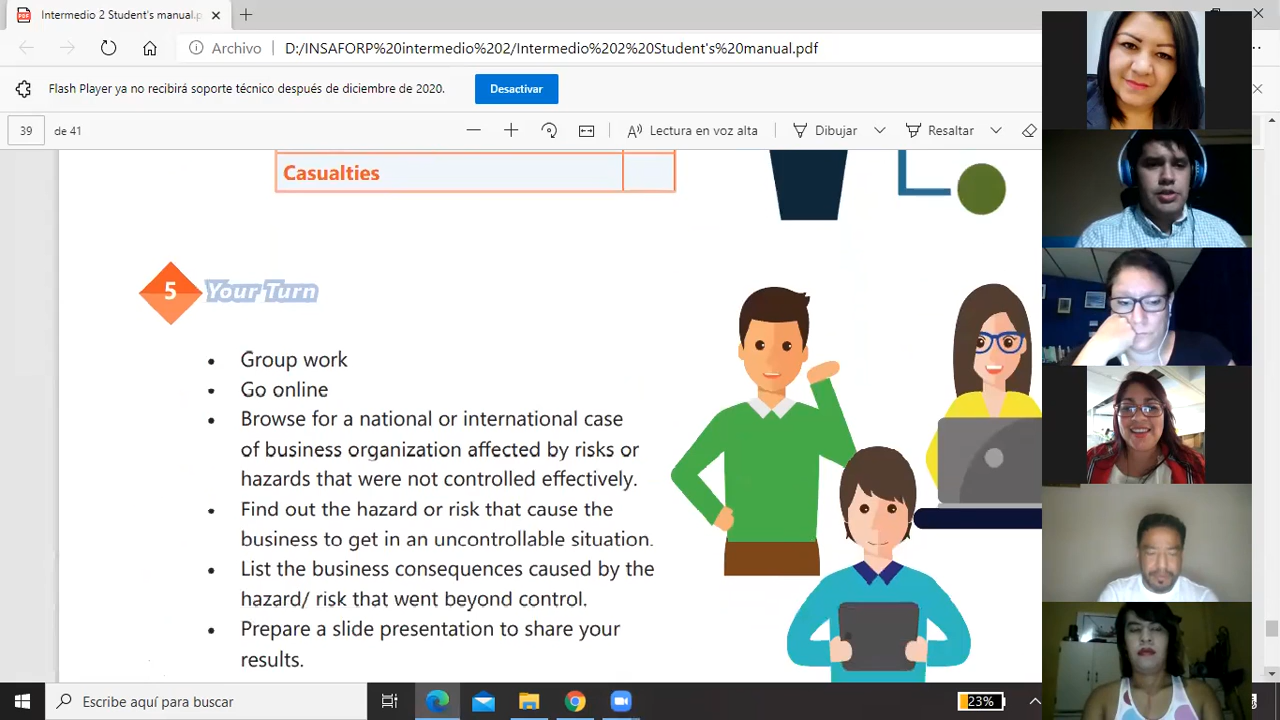 Intermedio 2 Student's manual.p
Archivo
D:/INSAFORP%20intermedio%202/Intermedio%202%20Student's%20manual.pdf
Flash Player ya no recibirá soporte técnico después de diciembre de 2020.
Desactivar
39
de 41
Lectura en voz alta
Dibujar
Resaltar
Casualties
5
Your Turn
• Group work
• Go online
• Browse for a national or international case
of business organization affected by risks or
hazards that were not controlled effectively.
• Find out the hazard or risk that cause the
business to get in an uncontrollable situation.
• List the business consequences caused by the
hazard/ risk that went beyond control.
• Prepare a slide presentation to share your
results.
Escribe aquí para buscar
23%